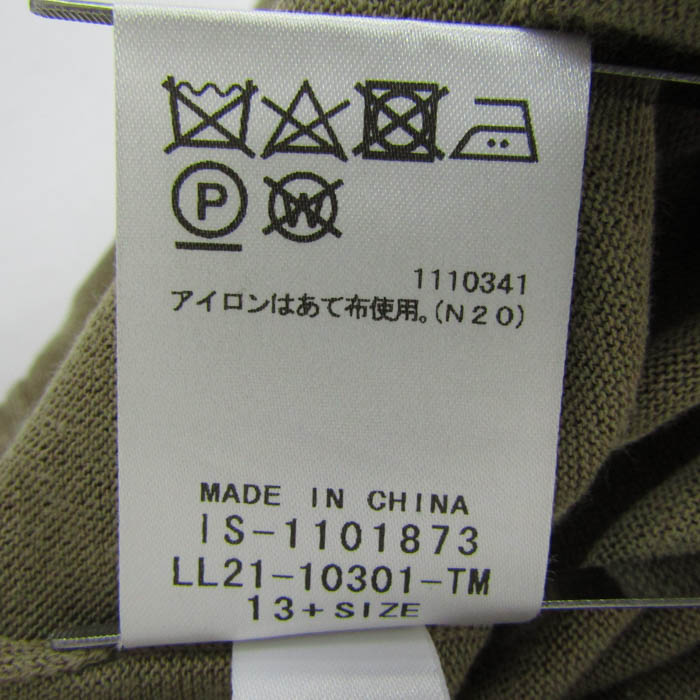 P W
1110341
アイロンはあて布使用。(N20)
MADE IN CHINA
IS-1101873
LL21-10301-TM
13+SIZE